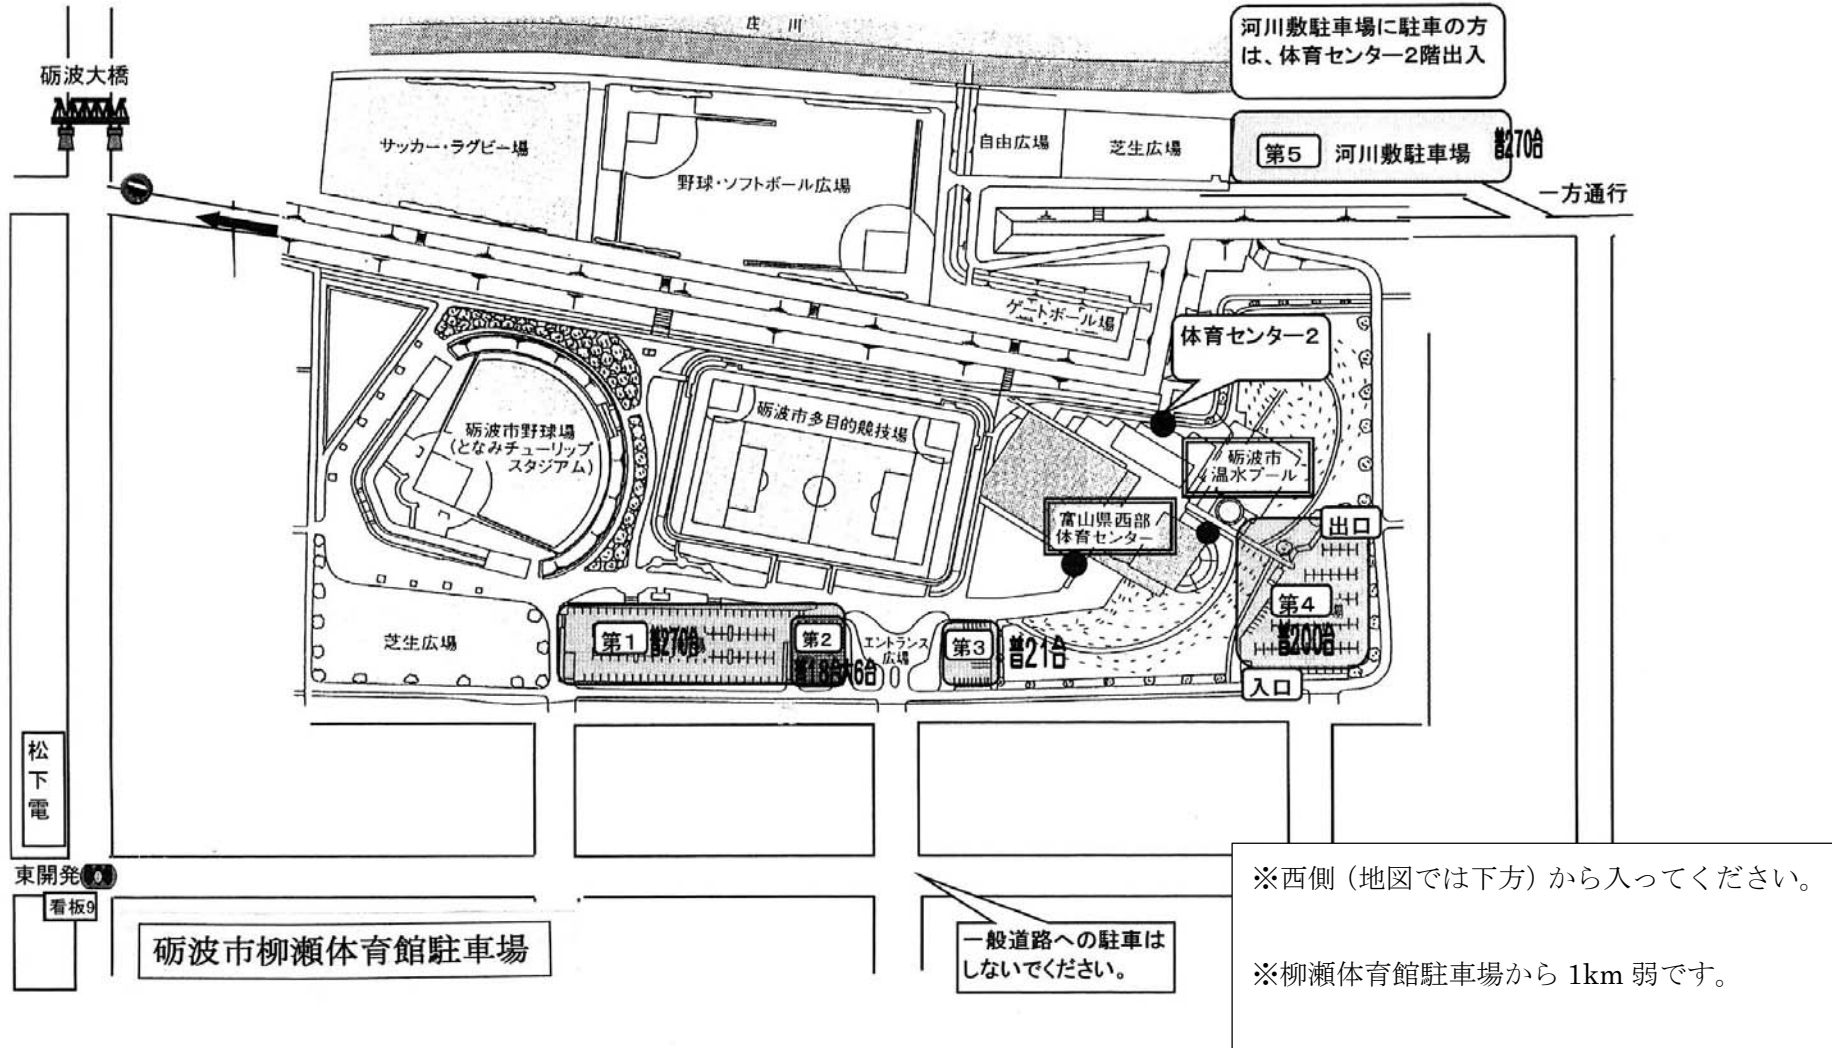 庄川
河川敷駐車場に駐車の方
は、体育センター2階出入
砺波大橋
サッカー・ラグビー場
野球・ソフトボール広場
自由広場
芝生広場
第5
河川敷駐車場
普270台
一方通行
ゲートボール場
体育センター2
砺波市野球場
(となみチューリップ
スタジアム)
砺波市多目的競技場
砺波市
温水プール
富山県西部
体育センター
出口
第4
普200台
入口
芝生広場
第1
普270台
第2
普18台大6台
エントランス
広場
第3
普21台
松
下
電
東開発
看板9
砺波市柳瀬体育館駐車場
一般道路への駐車は
しないでください。
※西側(地図では下方)から入ってください。
※柳瀬体育館駐車場から 1km 弱です。